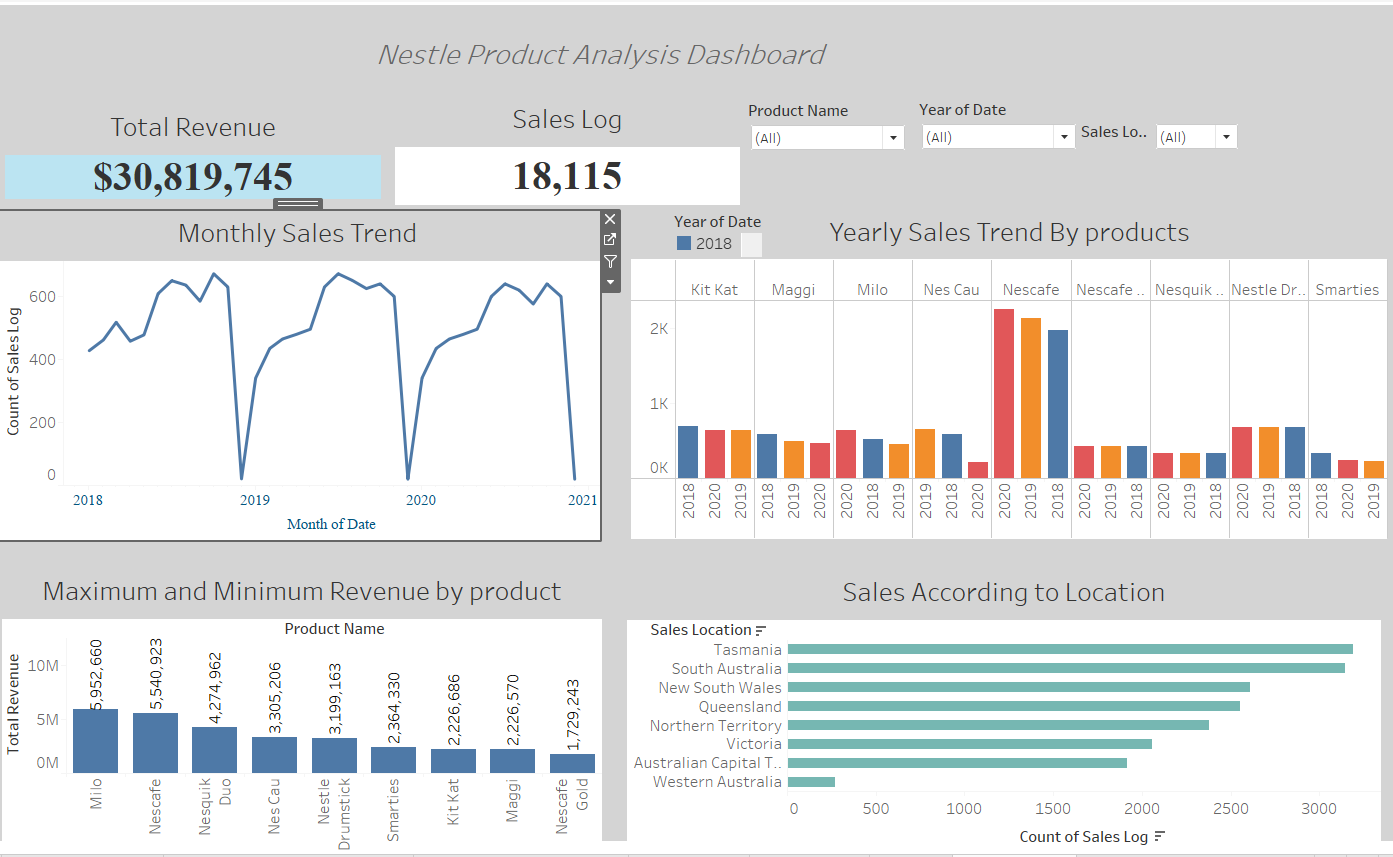 Nestle Product Analysis Dashboard
Total Revenue
$30,819,745
Sales Log
18,115
Product Name
(All)
Year of Date
(All)
Sales Lo..
(All)
Monthly Sales Trend
Count of Sales Log
600
400
200
0
2018
2019
2020
2021
Month of Date
Year of Date
2018
Yearly Sales Trend By products
Kit Kat
Maggi
Milo
Nes Cau
Nescafe
Nescafe ..
Nesquik ..
Nestle Dr..
Smarties
2K
1K
0K
2018
2020
2019
2018
2019
2020
2020
2018
2019
2019
2018
2020
2020
2019
2018
2020
2019
2018
2020
2019
2018
2020
2019
2018
2018
2020
2019
Maximum and Minimum Revenue by product
Product Name
Total Revenue
10M
5M
0M
5,952,660
5,540,923
4,274,962
3,305,206
3,199,163
2,364,330
2,226,686
2,226,570
1,729,243
Milo
Nescafe
Nesquik
Duo
Nes Cau
Nestle
Drumstick
Smarties
Kit Kat
Maggi
Nescafe
Gold
Sales According to Location
Sales Location
Tasmania
South Australia
New South Wales
Queensland
Northern Territory
Victoria
Australian Capital T..
Western Australia
0
500
1000
1500
2000
2500
3000
Count of Sales Log